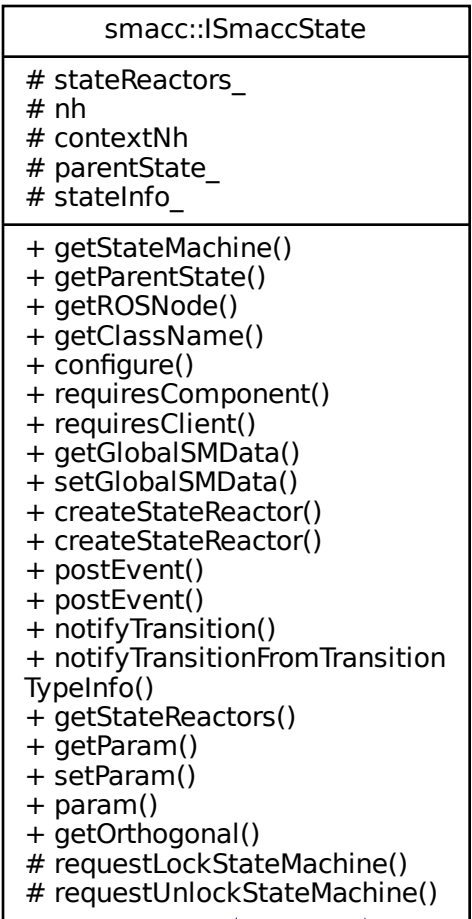 smacc::ISmaccState
# stateReactors_
# nh
# contextNh
# parentState_
# stateInfo_
+ getStateMachine()
+ getParentState()
+ getROSNode()
+ getClassName()
+ configure()
+ requiresComponent()
+ requiresClient()
+ getGlobalSMData()
+ setGlobalSMData()
+ createStateReactor()
+ createStateReactor()
+ postEvent()
+ postEvent()
+ notifyTransition()
+ notifyTransitionFromTransition
TypeInfo()
+ getStateReactors()
+ getParam()
+ setParam()
+ param()
+ getOrthogonal()
# requestLockStateMachine()
# requestUnlockStateMachine()